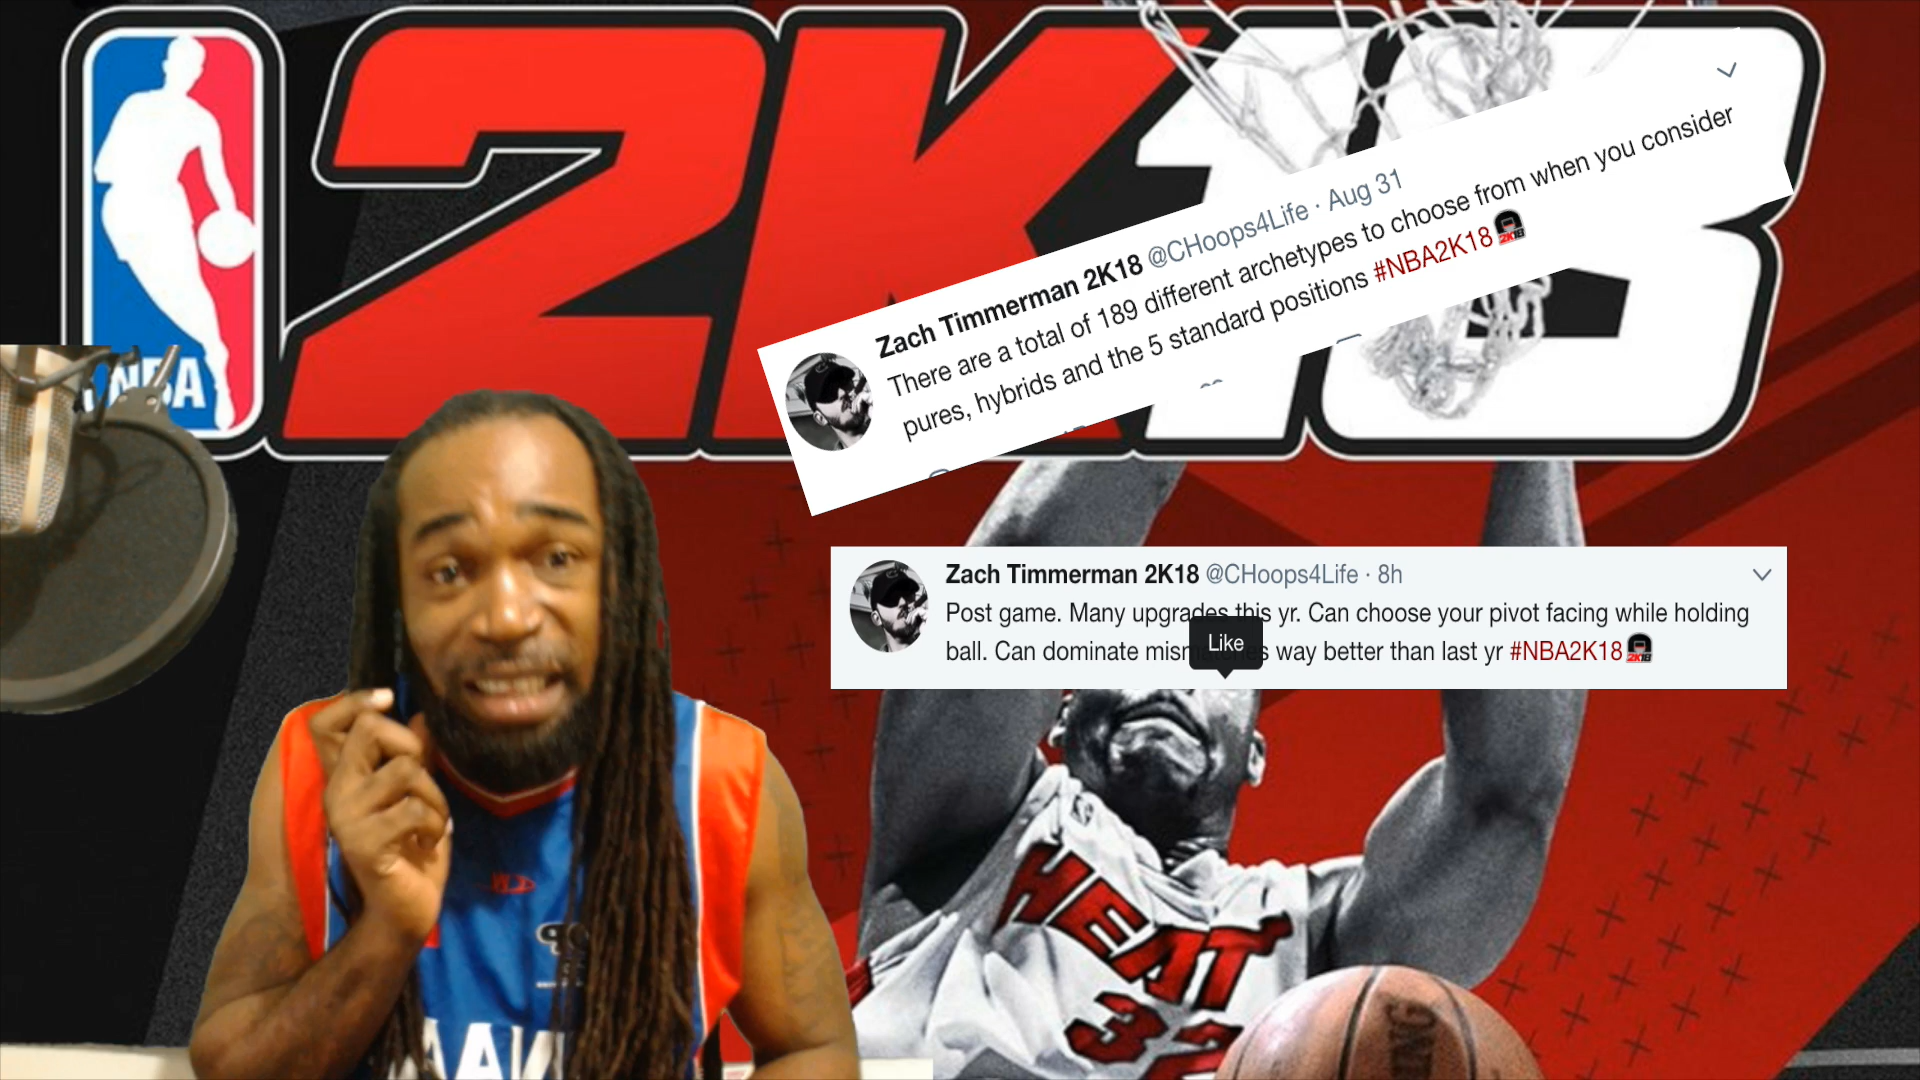 NBA
2K18
Zach Timmerman 2K18 @CHoops4Life · Aug 31
There are a total of 189 different archetypes to choose from when you consider
pures, hybrids and the 5 standard positions #NBA2K18
Zach Timmerman 2K18 @CHoops4Life · 8h
Post game. Many upgrades this yr. Can choose your pivot facing while holding
ball. Can dominate mismatches way better than last yr #NBA2K18
Like
HEAT
32